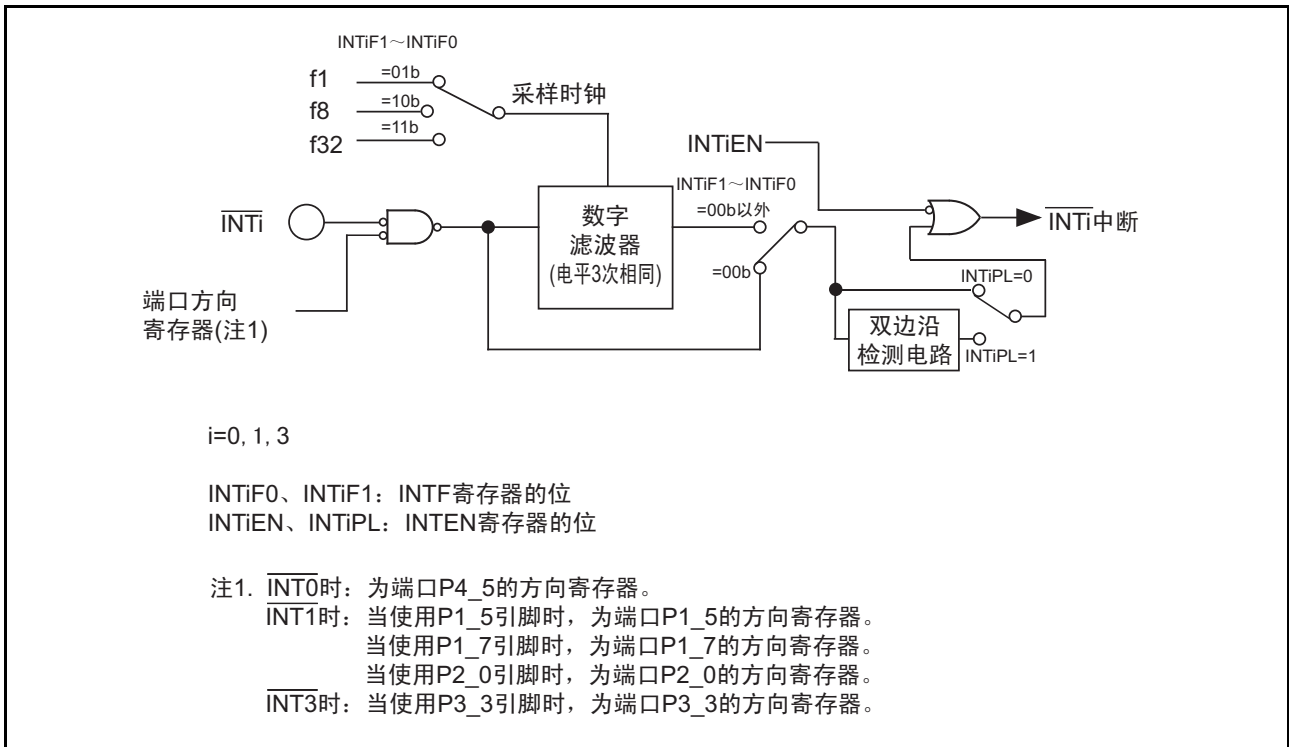 INTiF1～INTiF0
f1
=01b
f8
=10b
f32
=11b
采样时钟
INTiEN
INTiF1～INTiF0
=00b以外
=00b
INTi
数字
滤波器
(电平3次相同)
INTi中断
端口方向
寄存器(注1)
INTiPL=0
双边沿
检测电路
INTiPL=1
i=0, 1, 3
INTiF0、INTiF1：INTF寄存器的位
INTiEN、INTiPL：INTEN寄存器的位
注1. INT0时：为端口P4_5的方向寄存器。
INT1时：当使用P1_5引脚时，为端口P1_5的方向寄存器。
当使用P1_7引脚时，为端口P1_7的方向寄存器。
当使用P2_0引脚时，为端口P2_0的方向寄存器。
INT3时：当使用P3_3引脚时，为端口P3_3的方向寄存器。